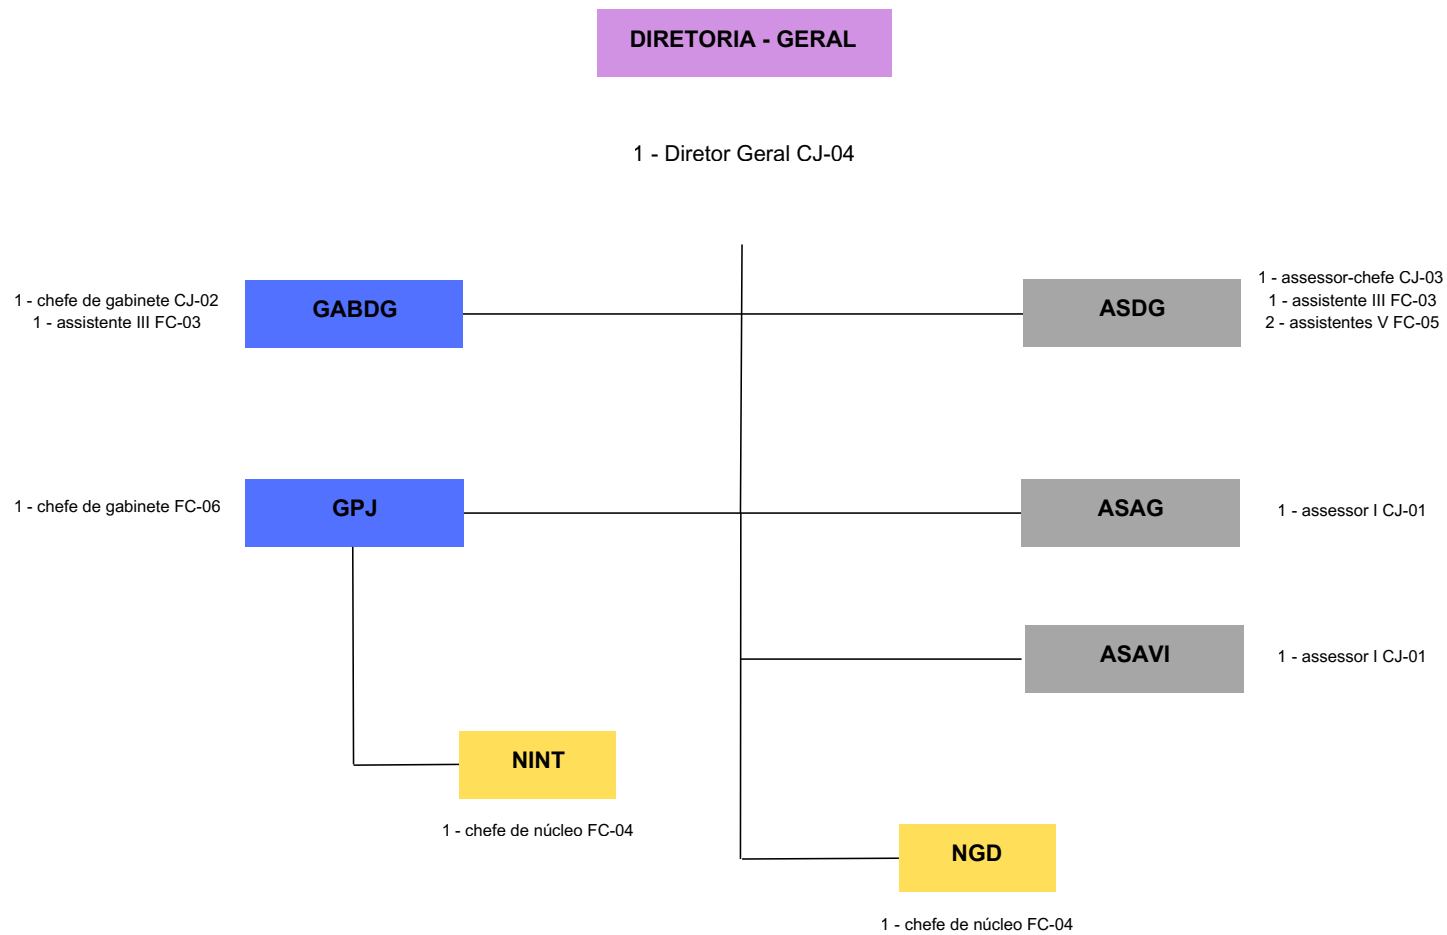 DIRETORIA - GERAL
1 - Diretor Geral CJ-04
1 - chefe de gabinete CJ-02
1 - assistente III FC-03
GABDG
ASDG
1 - assessor-chefe CJ-03
1 - assistente III FC-03
2 - assistentes V FC-05
1 - chefe de gabinete FC-06
GPJ
ASAG
1 - assessor I CJ-01
ASAVI
1 - assessor I CJ-01
NINT
1 - chefe de núcleo FC-04
NGD
1 - chefe de núcleo FC-04